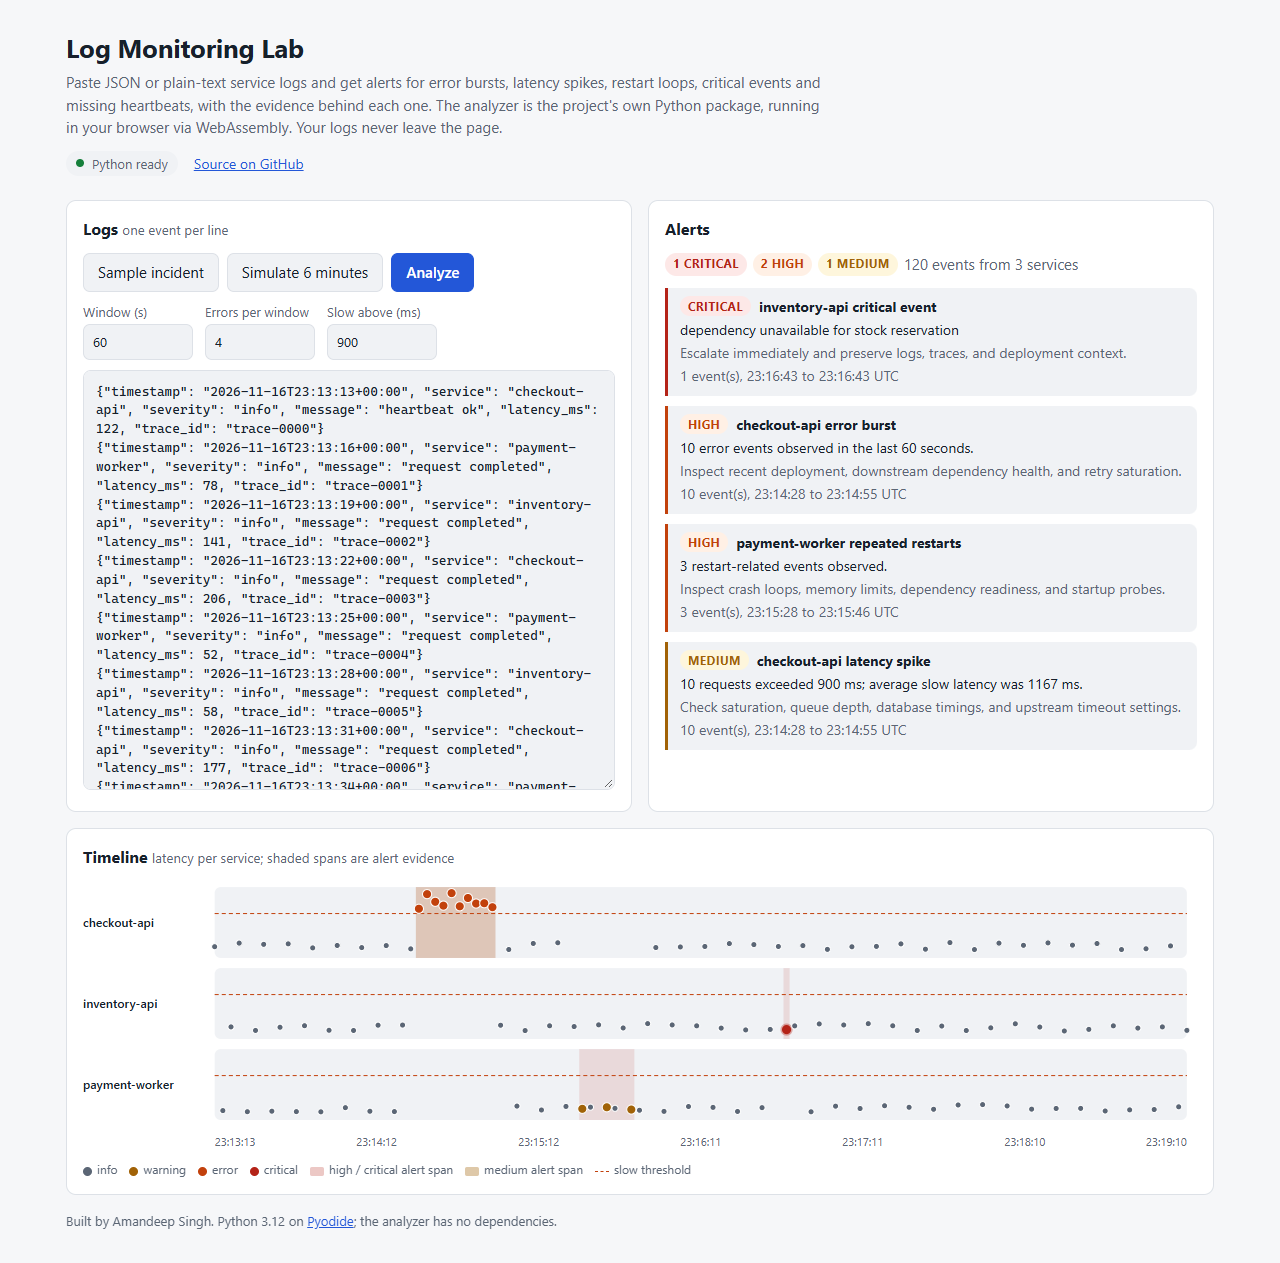 Log Monitoring Lab
Paste JSON or plain-text service logs and get alerts for error bursts, latency spikes, restart loops, critical events and
missing heartbeats, with the evidence behind each one. The analyzer is the project's own Python package, running
in your browser via WebAssembly. Your logs never leave the page.
Python ready
Source on GitHub
Logs one event per line
Sample incident
Simulate 6 minutes
Analyze
Window (s)
Errors per window
Slow above (ms)
60
4
900
{"timestamp": "2026-11-16T23:13:13+00:00", "service": "checkout-
api", "severity": "info", "message": "heartbeat ok", "latency_ms":
122, "trace_id": "trace-0000"}
{"timestamp": "2026-11-16T23:13:16+00:00", "service": "payment-
worker", "severity": "info", "message": "request completed",
"latency_ms": 78, "trace_id": "trace-0001"}
{"timestamp": "2026-11-16T23:13:19+00:00", "service": "inventory-
api", "severity": "info", "message": "request completed",
"latency_ms": 141, "trace_id": "trace-0002"}
{"timestamp": "2026-11-16T23:13:22+00:00", "service": "checkout-
api", "severity": "info", "message": "request completed",
"latency_ms": 206, "trace_id": "trace-0003"}
{"timestamp": "2026-11-16T23:13:25+00:00", "service": "payment-
worker", "severity": "info", "message": "request completed",
"latency_ms": 52, "trace_id": "trace-0004"}
{"timestamp": "2026-11-16T23:13:28+00:00", "service": "inventory-
api", "severity": "info", "message": "request completed",
"latency_ms": 58, "trace_id": "trace-0005"}
{"timestamp": "2026-11-16T23:13:31+00:00", "service": "checkout-
api", "severity": "info", "message": "request completed",
"latency_ms": 177, "trace_id": "trace-0006"}
{"timestamp": "2026-11-16T23:13:34+00:00", "service": "payment-
Alerts
1 CRITICAL
2 HIGH
1 MEDIUM
120 events from 3 services
CRITICAL inventory-api critical event
dependency unavailable for stock reservation
Escalate immediately and preserve logs, traces, and deployment context.
1 event(s), 23:16:43 to 23:16:43 UTC
HIGH checkout-api error burst
10 error events observed in the last 60 seconds.
Inspect recent deployment, downstream dependency health, and retry saturation.
10 event(s), 23:14:28 to 23:14:55 UTC
HIGH payment-worker repeated restarts
3 restart-related events observed.
Inspect crash loops, memory limits, dependency readiness, and startup probes.
3 event(s), 23:15:28 to 23:15:46 UTC
MEDIUM checkout-api latency spike
10 requests exceeded 900 ms; average slow latency was 1167 ms.
Check saturation, queue depth, database timings, and upstream timeout settings.
10 event(s), 23:14:28 to 23:14:55 UTC
Timeline latency per service; shaded spans are alert evidence
checkout-api
inventory-api
payment-worker
23:13:13
23:14:12
23:15:12
23:16:11
23:17:11
23:18:10
23:19:10
info
warning
error
critical
high / critical alert span
medium alert span
slow threshold
Built by Amandeep Singh. Python 3.12 on Pyodide; the analyzer has no dependencies.